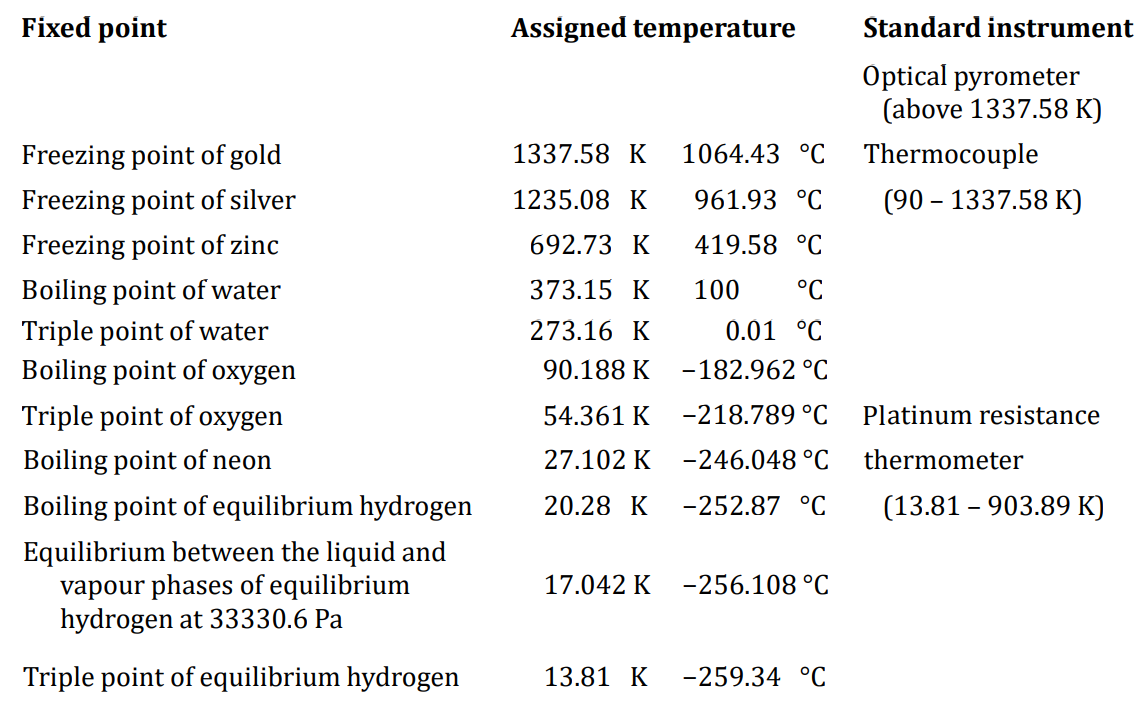 Fixed point Assigned temperature Standard instrument
Optical pyrometer
(above 1337.58 K)
Freezing point of gold 1337.58 K 1064.43 °C Thermocouple
Freezing point of silver 1235.08 K 961.93 °C (90 – 1337.58 K)
Freezing point of zinc 692.73 K 419.58 °C
Boiling point of water 373.15 K 100 °C
Triple point of water 273.16 K 0.01 °C
Boiling point of oxygen 90.188 K –182.962 °C
Triple point of oxygen 54.361 K –218.789 °C Platinum resistance
Boiling point of neon 27.102 K –246.048 °C thermometer
Boiling point of equilibrium hydrogen 20.28 K –252.87 °C (13.81 – 903.89 K)
Equilibrium between the liquid and
vapour phases of equilibrium 17.042 K –256.108 °C
hydrogen at 33330.6 Pa
Triple point of equilibrium hydrogen 13.81 K –259.34 °C